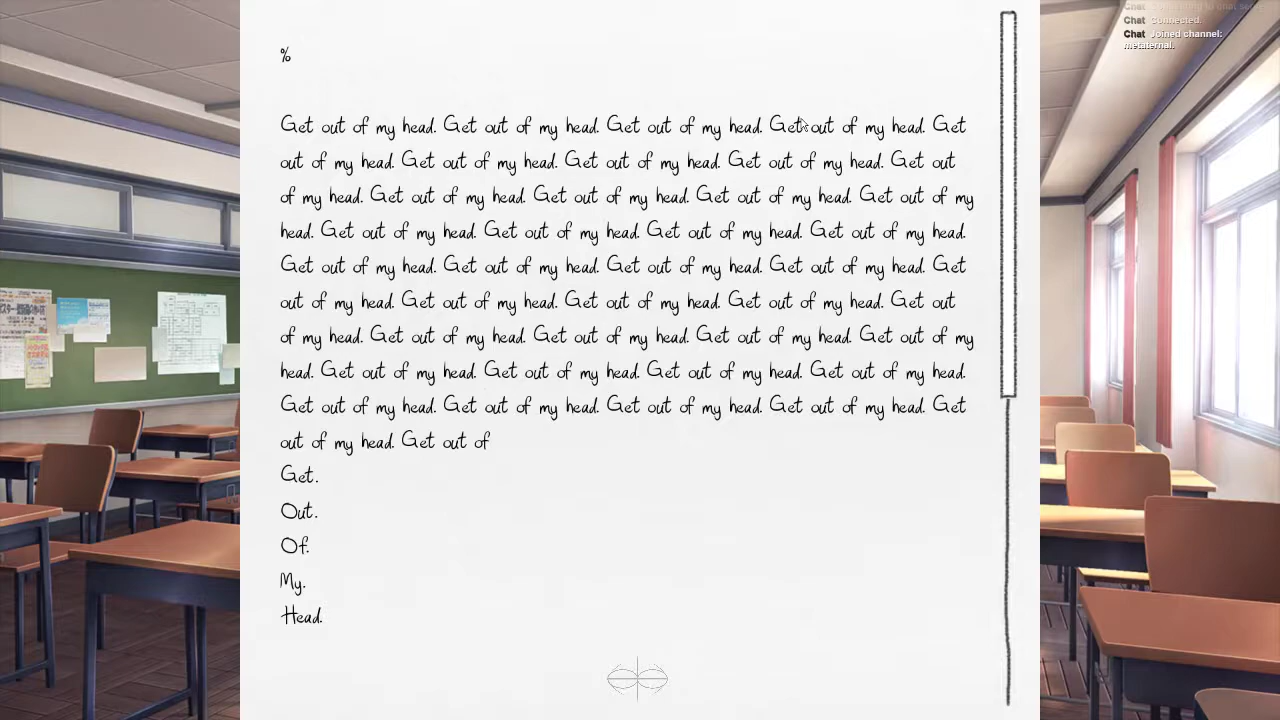 Chat Connected.
Chat Joined channel:
metaternal.
%
Get out of my head. Get out of my head. Get out of my head. Get out of my head. Get
out of my head. Get out of my head. Get out of my head. Get out of my head. Get out
of my head. Get out of my head. Get out of my head. Get out of my head. Get out of my
head. Get out of my head. Get out of my head. Get out of my head. Get out of my head.
Get out of my head. Get out of my head. Get out of my head. Get out of my head. Get
out of my head. Get out of my head. Get out of my head. Get out of my head. Get out
of my head. Get out of my head. Get out of my head. Get out of my head. Get out of my
head. Get out of my head. Get out of my head. Get out of my head. Get out of my head.
Get out of my head. Get out of my head. Get out of my head. Get out of my head. Get
out of my head. Get out of
Get.
Out.
Of.
My.
Head.